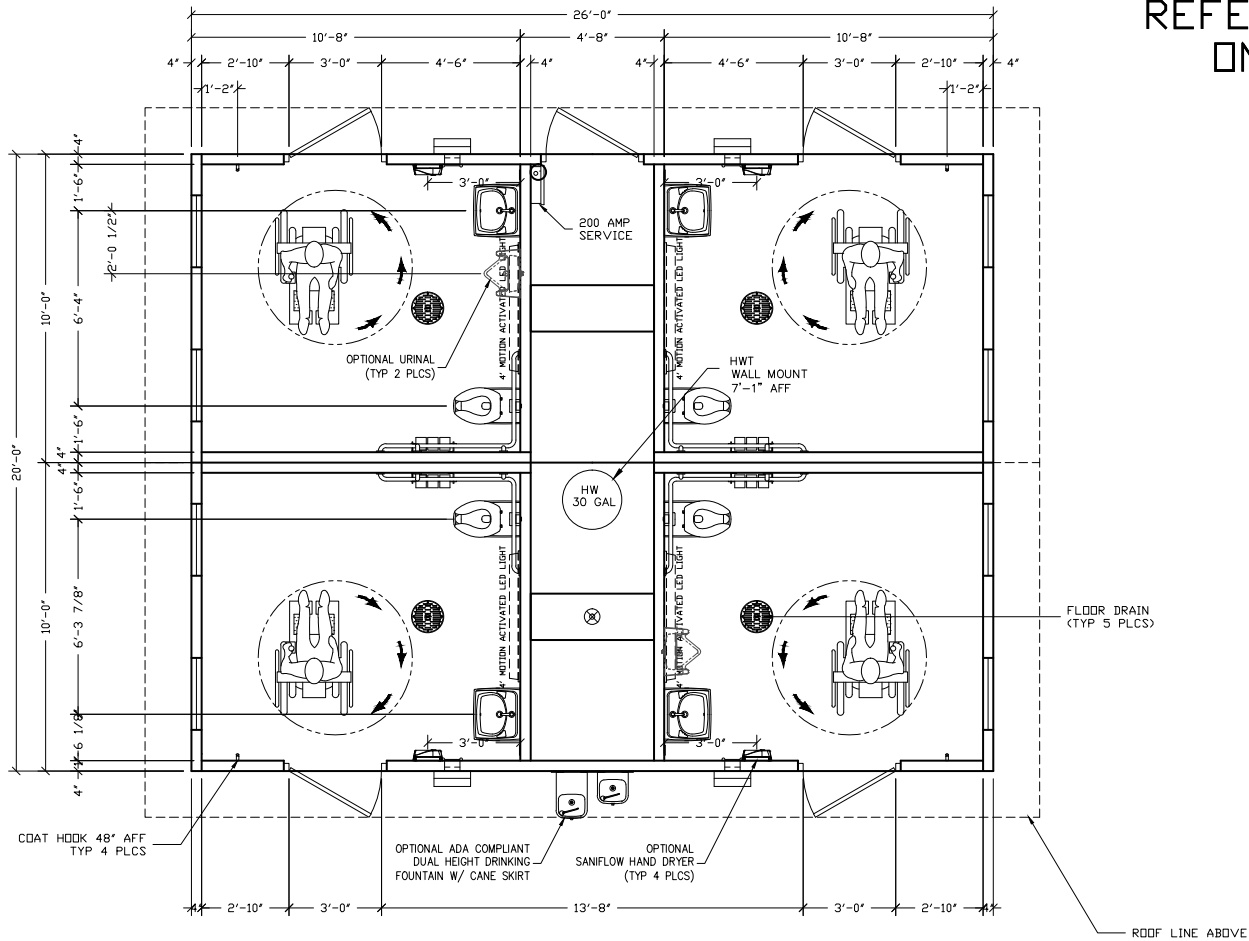 REFE
ON
26'-0"
10'-8"
4'-8"
10'-8"
4"
2'-10"
3'-0"
4'-6"
4"
4"
4'-6"
3'-0"
2'-10"
4"
1'-2"
1'-2"
4"
1'-6"
2'-0 1/2"
6'-4"
10'-0"
1'-6"
4"
20'-0"
4"
1'-6"
6'-3 7/8"
10'-0"
1'-6 1/8"
4"
3'-0"
3'-0"
200 AMP
SERVICE
4' MOTION ACTIVATED LED LIGHT
4' MOTION ACTIVATED LED LIGHT
OPTIONAL URINAL
(TYP 2 PLCS)
HWT
WALL MOUNT
7'-1" AFF
HW
30 GAL
4' MOTION ACTIVATED LED LIGHT
4' MOTION ACTIVATED LED LIGHT
FLOOR DRAIN
(TYP 5 PLCS)
3'-0"
3'-0"
COAT HOOK 48" AFF
TYP 4 PLCS
OPTIONAL ADA COMPLIANT
DUAL HEIGHT DRINKING
FOUNTAIN W/ CANE SKIRT
OPTIONAL
SANIFLOW HAND DRYER
(TYP 4 PLCS)
4"
2'-10"
3'-0"
13'-8"
3'-0"
2'-10"
4"
ROOF LINE ABOVE